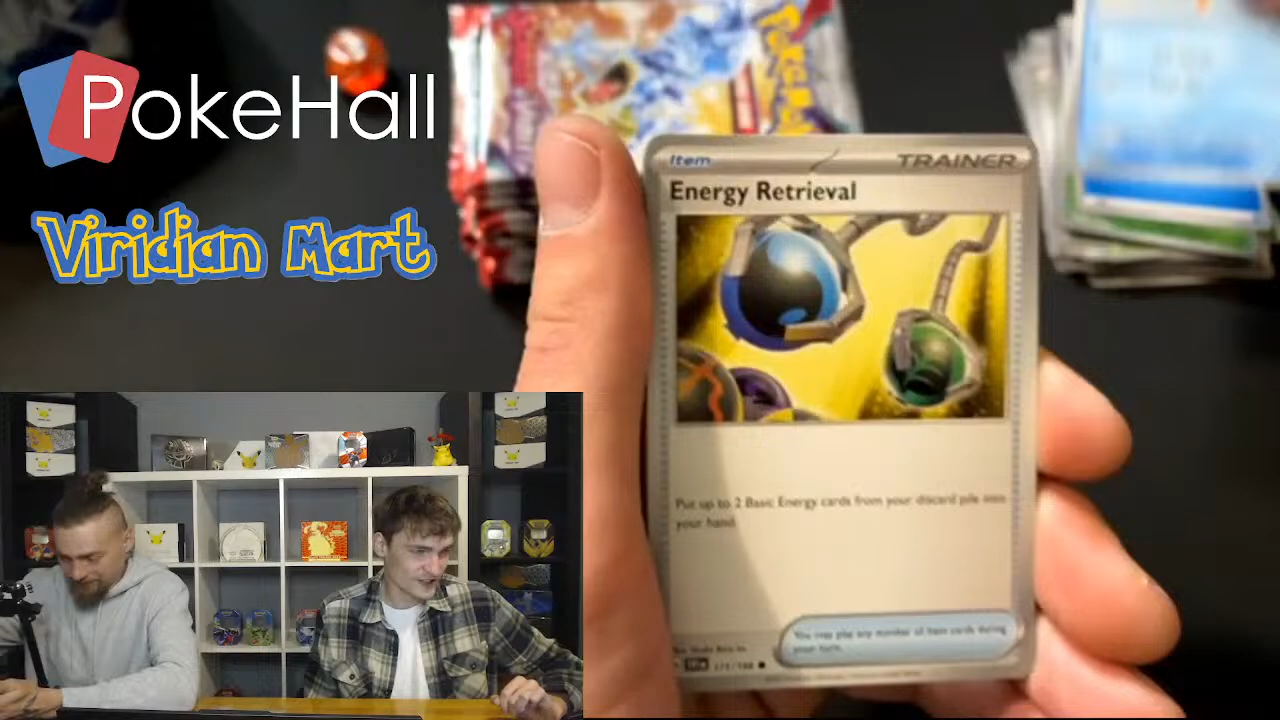 PokeHall
Viridian Mart
Item
TRAINER
Energy Retrieval
Put up to 2 Basic Energy cards from your discard pile into
your hand.
You may play any number of Item cards during
your turn.